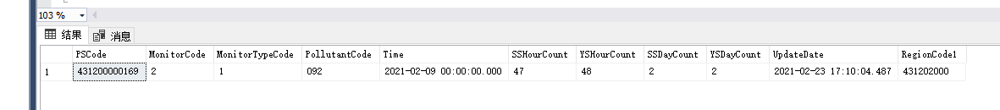 103 %
结果 消息
PSCode MonitorCode MonitorTypeCode PollutantCode Time SSHourCount YSHourCount SSDayCount YSDayCount UpdateDate RegionCode1
1 431200000169 2 1 092 2021-02-09 00:00:00.000 47 48 2 2 2021-02-23 17:10:04.487 431202000